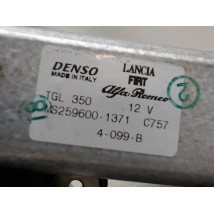 DENSO LANCIA
MADE IN ITALY FIAT
Alfa Romeo
TGL 350 12 V
MS259600-1371 C757
4-099-B
2